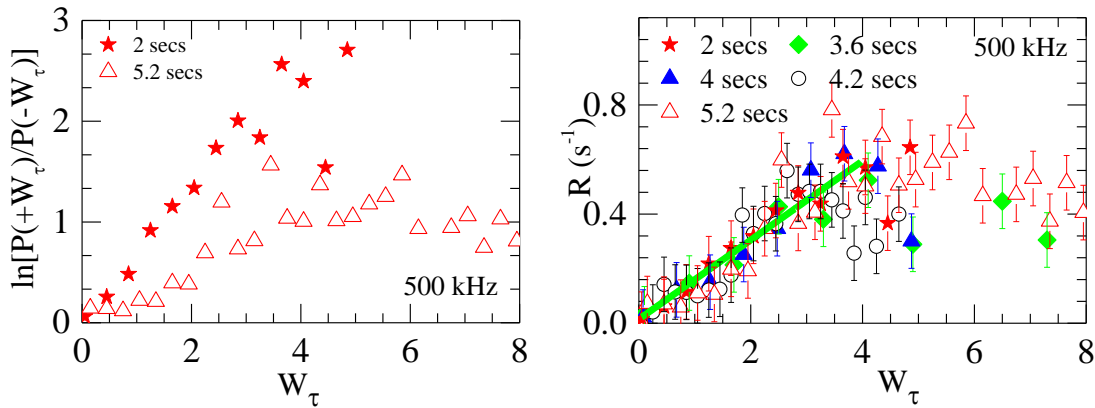 ln[P(+W_τ)/P(-W_τ)]
3
2
1
0
2 secs
5.2 secs
500 kHz
0 2 4 6 8
W_τ
R (s⁻¹)
0.8
0.4
0.0
2 secs 3.6 secs
4 secs 4.2 secs
5.2 secs
500 kHz
0 2 4 6 8
W_τ